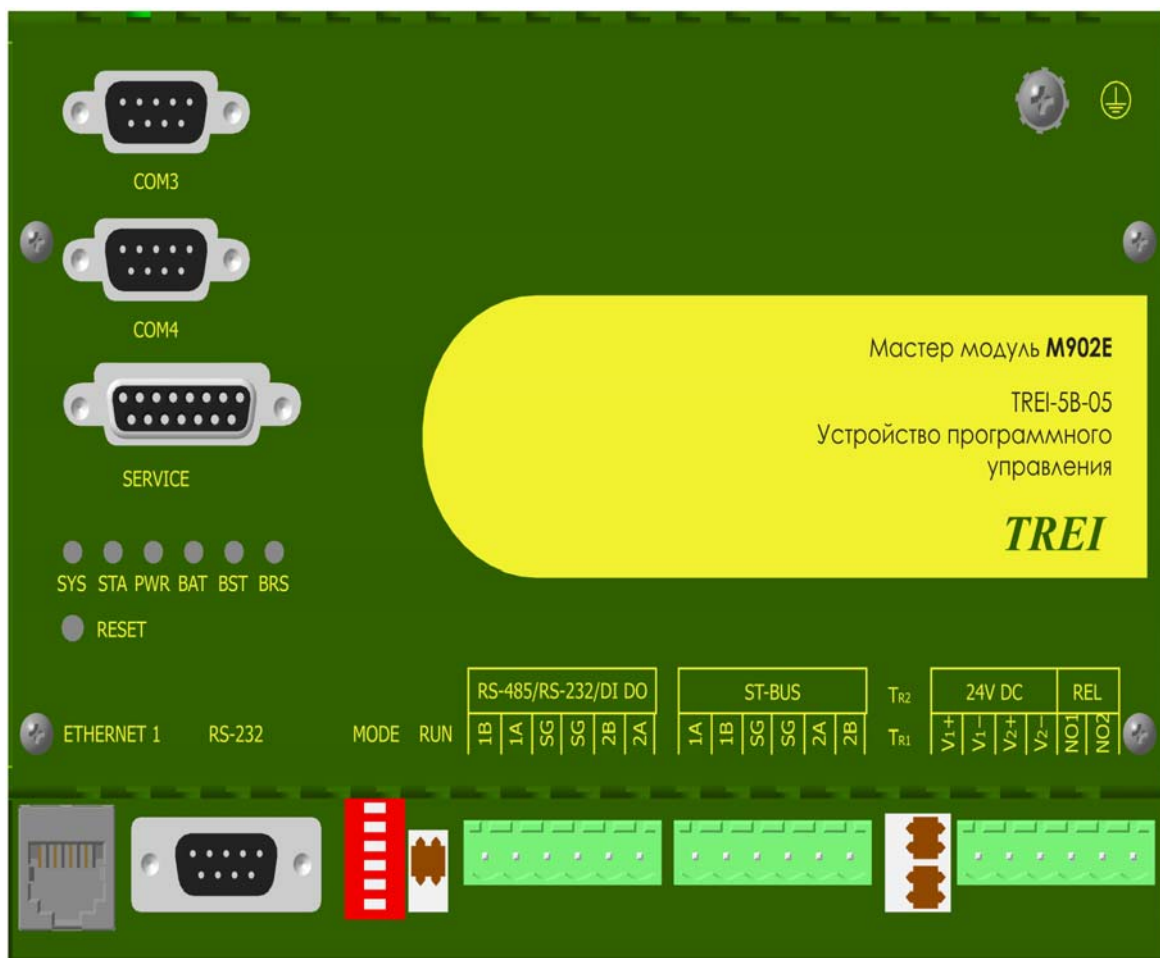 COM3
COM4
SERVICE
Мастер модуль M902E
TREI-5B-05
Устройство программного
управления
TREI
SYS STA PWR BAT BST BRS
RESET
RS-485/RS-232/DI DO
1B 1A SG SG 2B 2A
ST-BUS
1A 1B SG SG 2A 2B
TR2
TR1
24V DC REL
V1+ V1− V2+ V2− NO1 NO2
ETHERNET 1 RS-232 MODE RUN